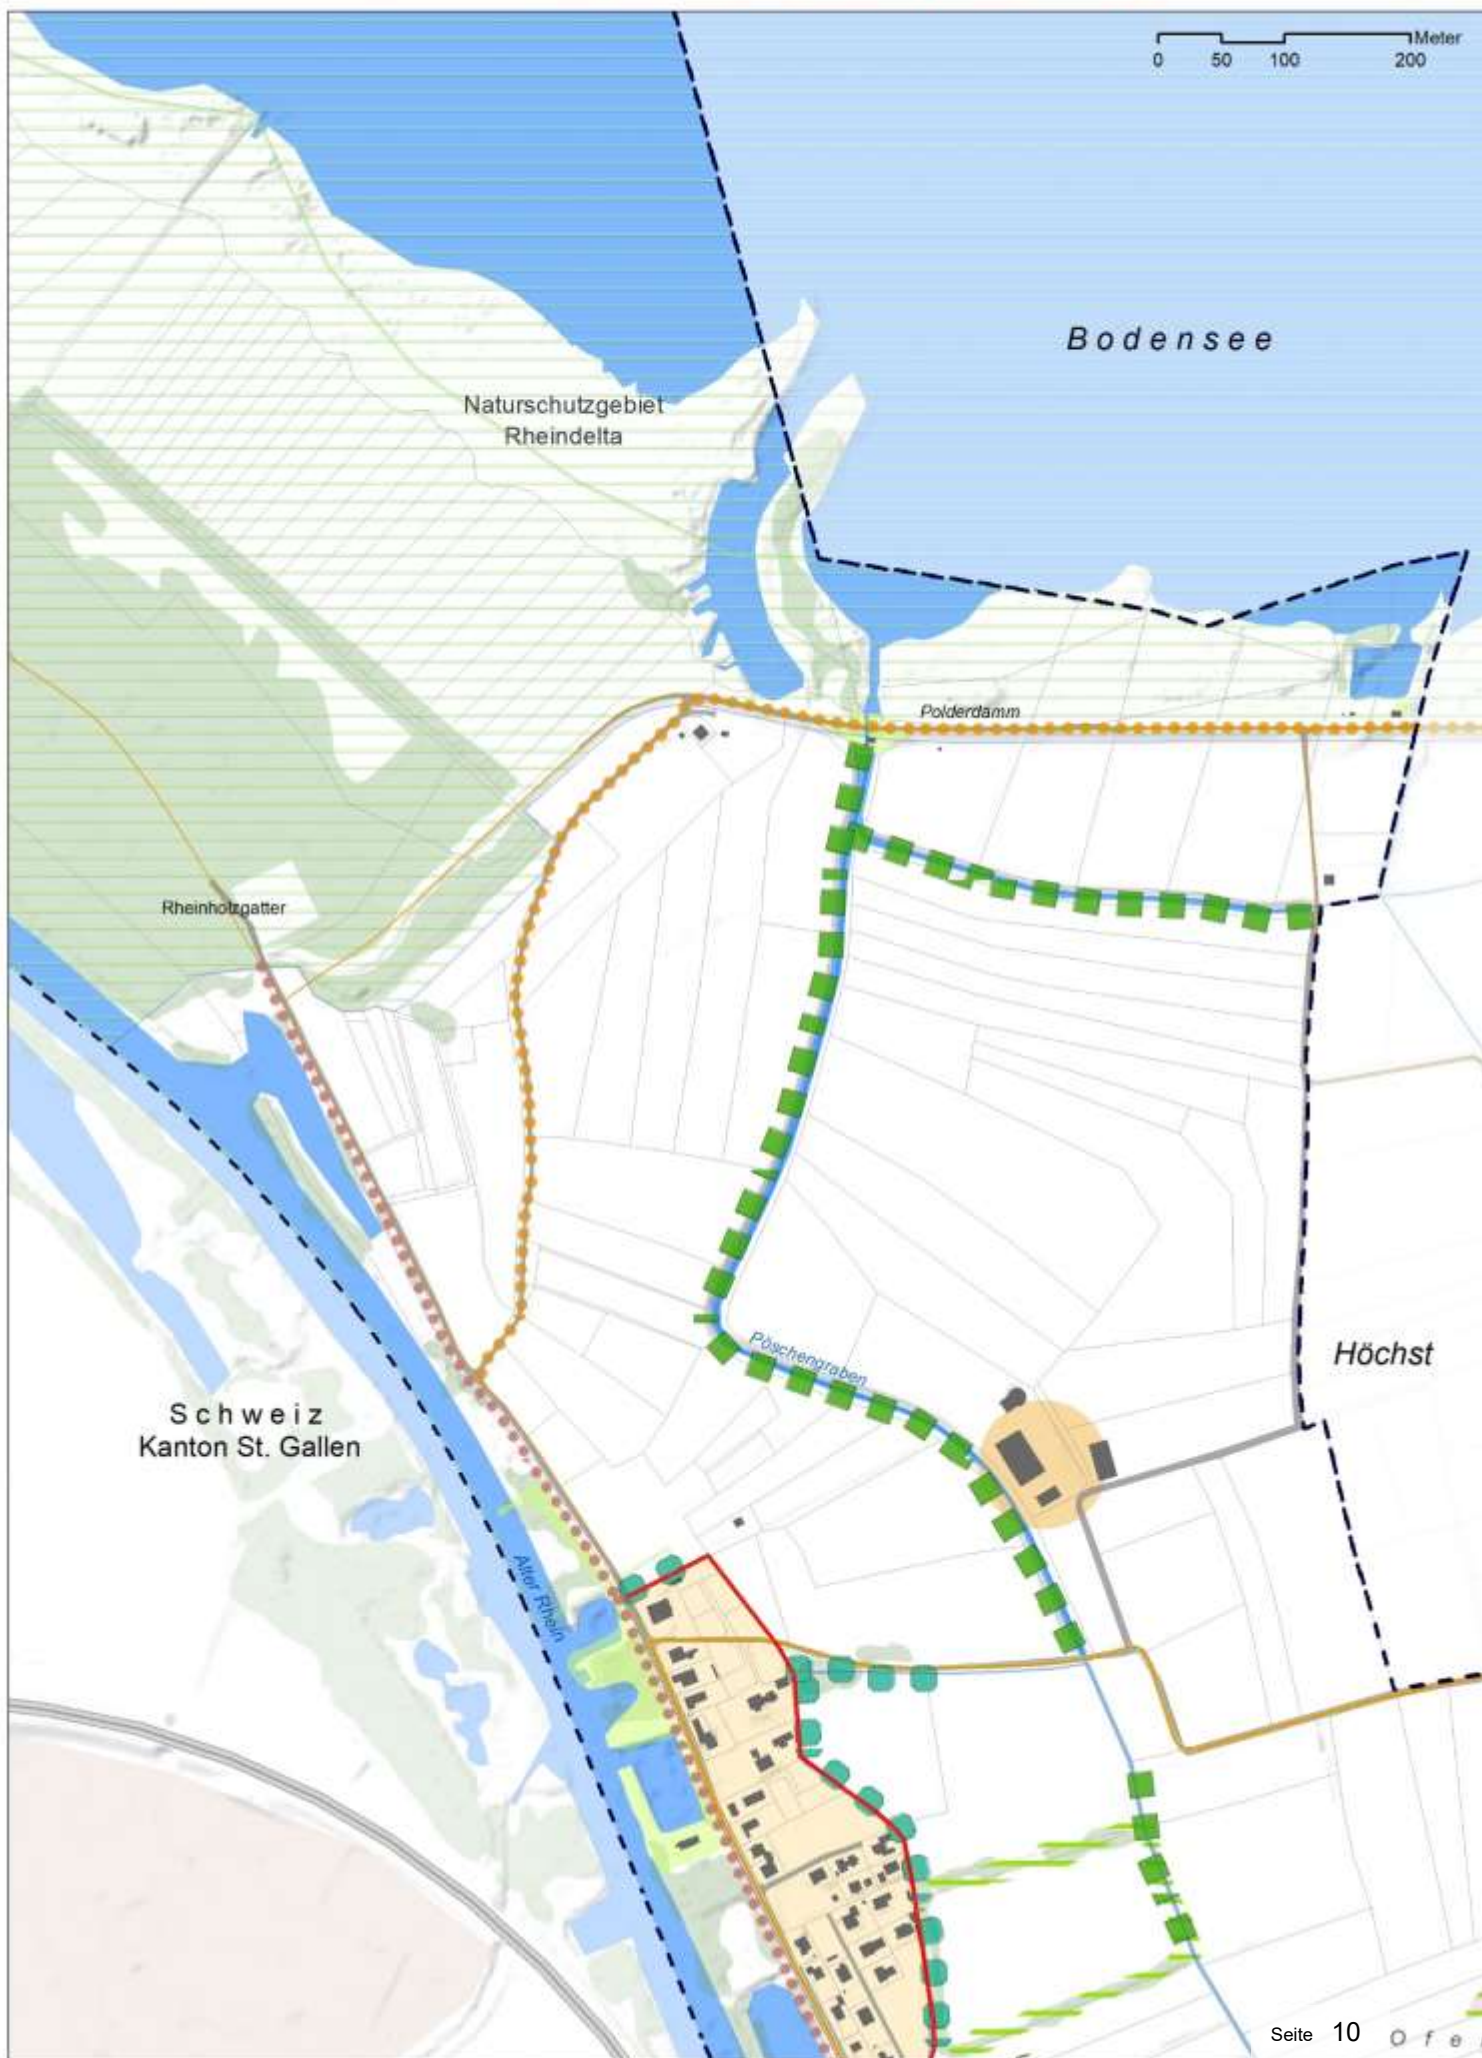 Meter
0 50 100 200
Bodensee
Naturschutzgebiet
Rheindelta
Polderdamm
Rheinholzgatter
Pöschengraben
Höchst
Schweiz
Kanton St. Gallen
Alter Rhein
Seite 10
Ofe